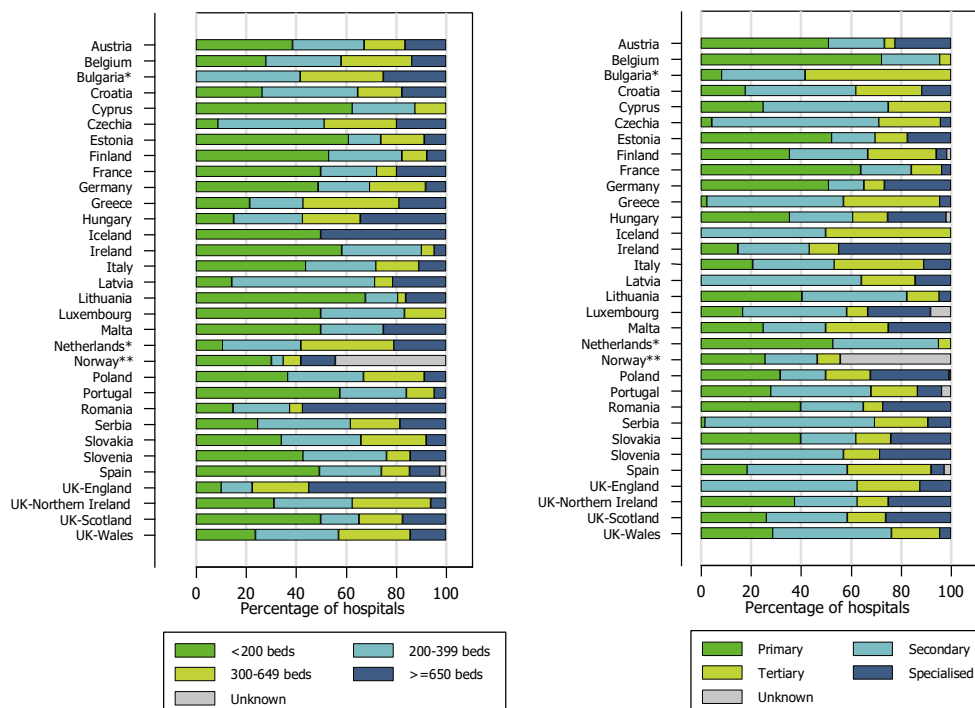 Austria
Belgium
Bulgaria*
Croatia
Cyprus
Czechia
Estonia
Finland
France
Germany
Greece
Hungary
Iceland
Ireland
Italy
Latvia
Lithuania
Luxembourg
Malta
Netherlands*
Norway**
Poland
Portugal
Romania
Serbia
Slovakia
Slovenia
Spain
UK-England
UK-Northern Ireland
UK-Scotland
UK-Wales
0 20 40 60 80 100
Percentage of hospitals
<200 beds 200-399 beds
300-649 beds >=650 beds
Unknown
Austria
Belgium
Bulgaria*
Croatia
Cyprus
Czechia
Estonia
Finland
France
Germany
Greece
Hungary
Iceland
Ireland
Italy
Latvia
Lithuania
Luxembourg
Malta
Netherlands*
Norway**
Poland
Portugal
Romania
Serbia
Slovakia
Slovenia
Spain
UK-England
UK-Northern Ireland
UK-Scotland
UK-Wales
0 20 40 60 80 100
Percentage of hospitals
Primary Secondary
Tertiary Specialised
Unknown